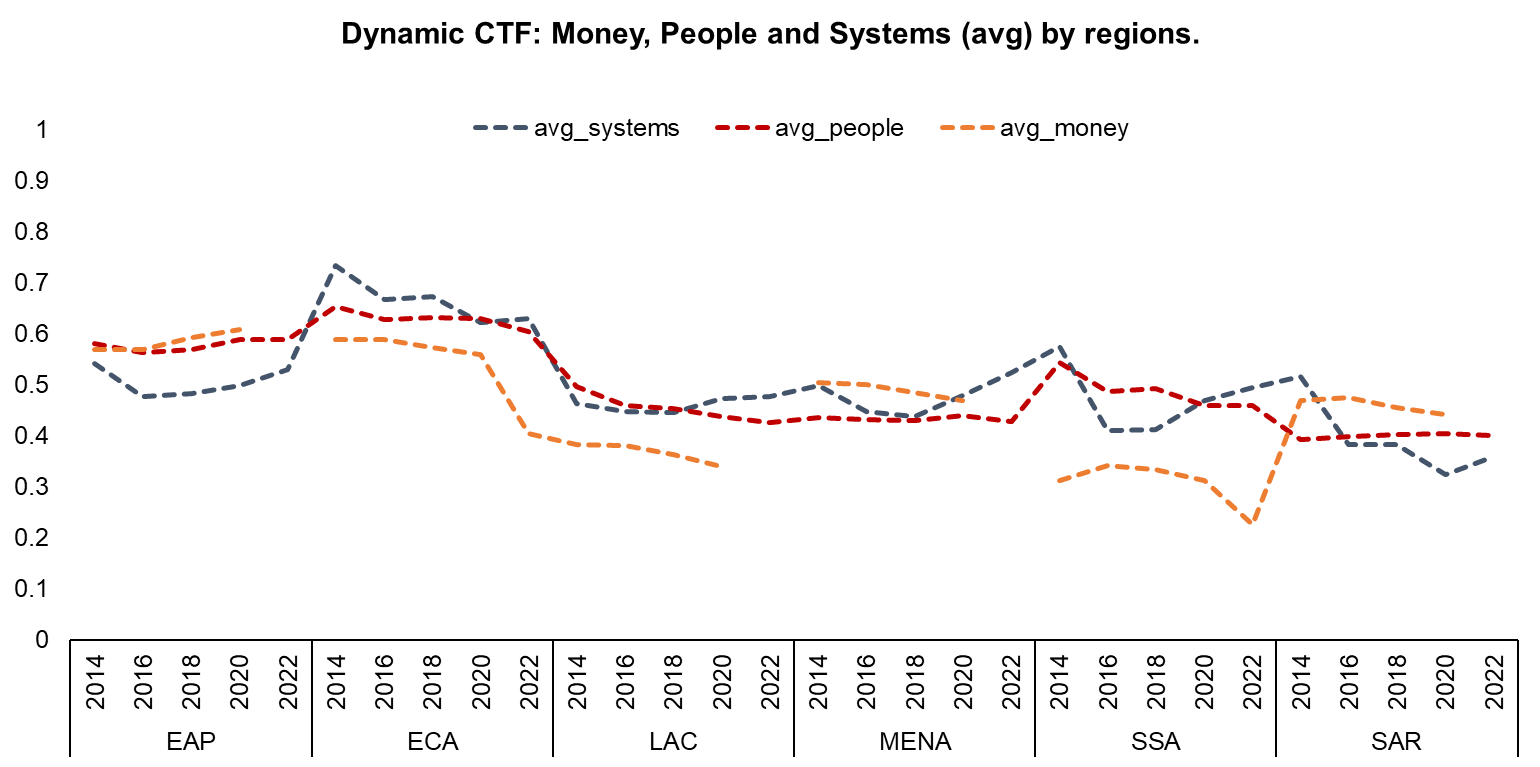 Dynamic CTF: Money, People and Systems (avg) by regions.
avg_systems avg_people avg_money
1
0.9
0.8
0.7
0.6
0.5
0.4
0.3
0.2
0.1
0
2014 2016 2018 2020 2022 2014 2016 2018 2020 2022 2014 2016 2018 2020 2022 2014 2016 2018 2020 2022 2014 2016 2018 2020 2022 2014 2016 2018 2020 2022
EAP ECA LAC MENA SSA SAR